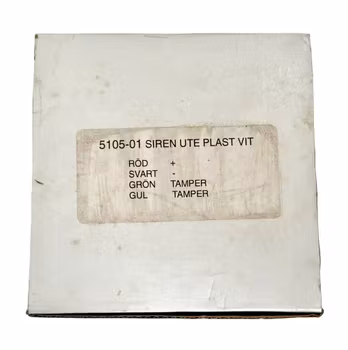 5105-01 SIREN UTE PLAST VIT
RÖD +
SVART -
GRÖN TAMPER
GUL TAMPER